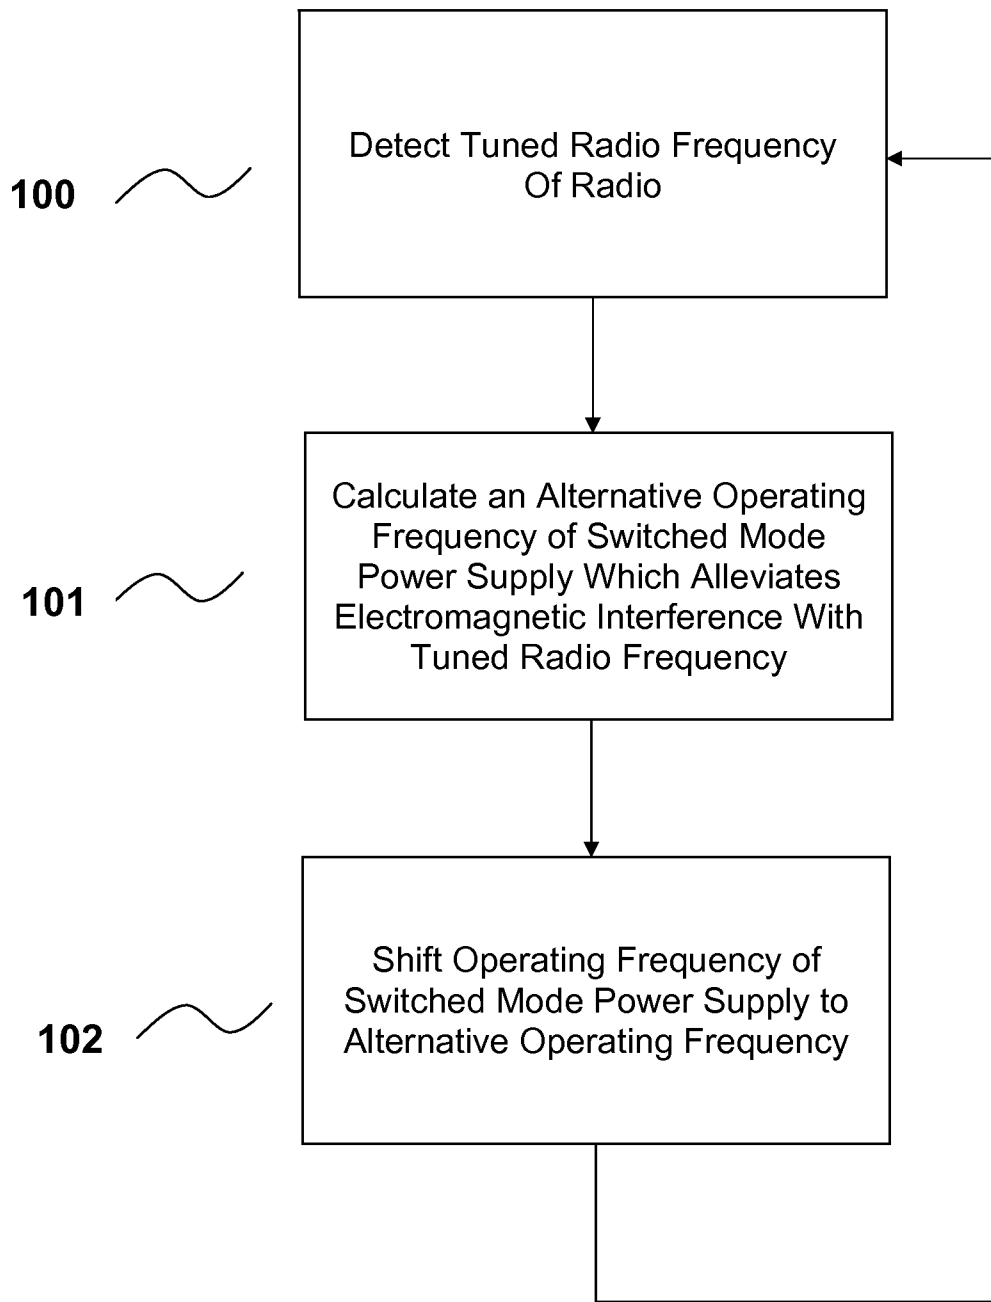 100
Detect Tuned Radio Frequency
Of Radio
101
Calculate an Alternative Operating
Frequency of Switched Mode
Power Supply Which Alleviates
Electromagnetic Interference With
Tuned Radio Frequency
102
Shift Operating Frequency of
Switched Mode Power Supply to
Alternative Operating Frequency